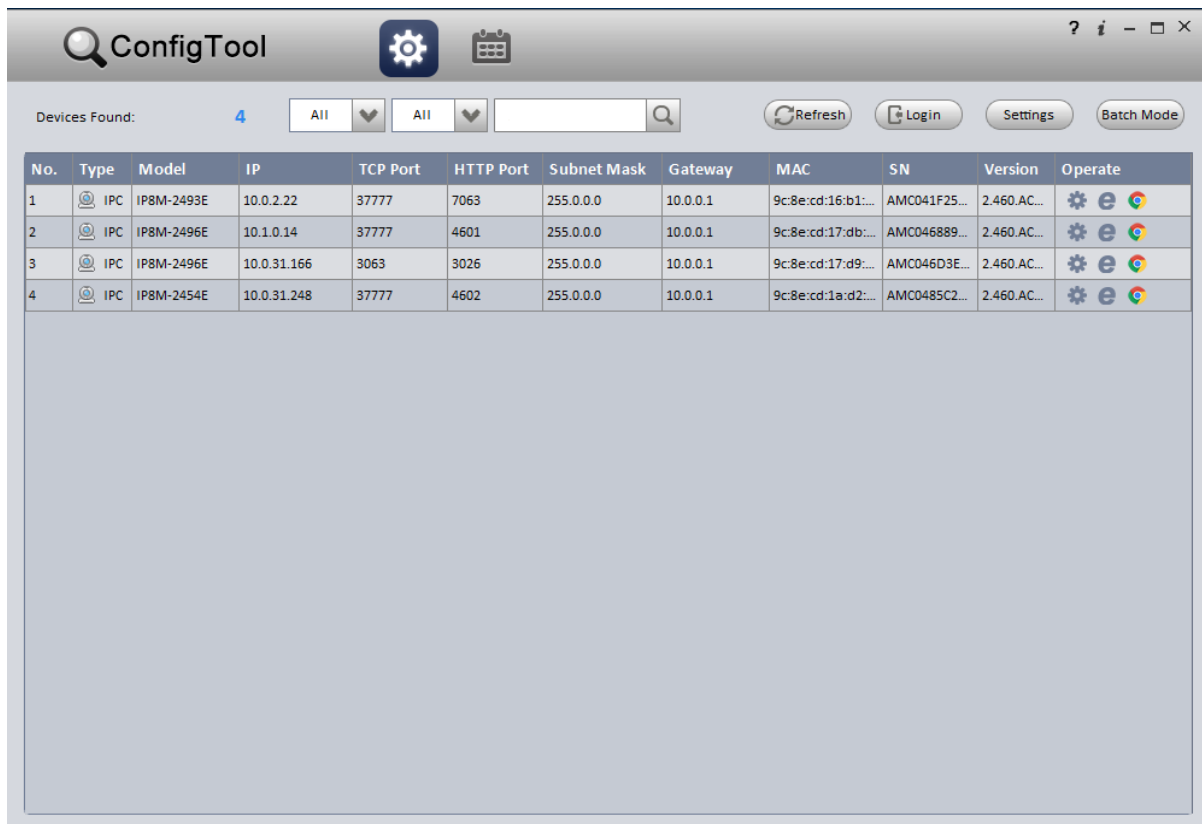 ConfigTool ? i
Devices Found: 4 All All Refresh Login Settings Batch Mode
No. Type Model IP TCP Port HTTP Port Subnet Mask Gateway MAC SN Version Operate
1 IPC IP8M-2493E 10.0.2.22 37777 7063 255.0.0.0 10.0.0.1 9c:8e:cd:16:b1:... AMC041F25... 2.460.AC...
2 IPC IP8M-2496E 10.1.0.14 37777 4601 255.0.0.0 10.0.0.1 9c:8e:cd:17:db:... AMC046889... 2.460.AC...
3 IPC IP8M-2496E 10.0.31.166 3063 3026 255.0.0.0 10.0.0.1 9c:8e:cd:17:d9:... AMC046D3E... 2.460.AC...
4 IPC IP8M-2454E 10.0.31.248 37777 4602 255.0.0.0 10.0.0.1 9c:8e:cd:1a:d2:... AMC0485C2... 2.460.AC...